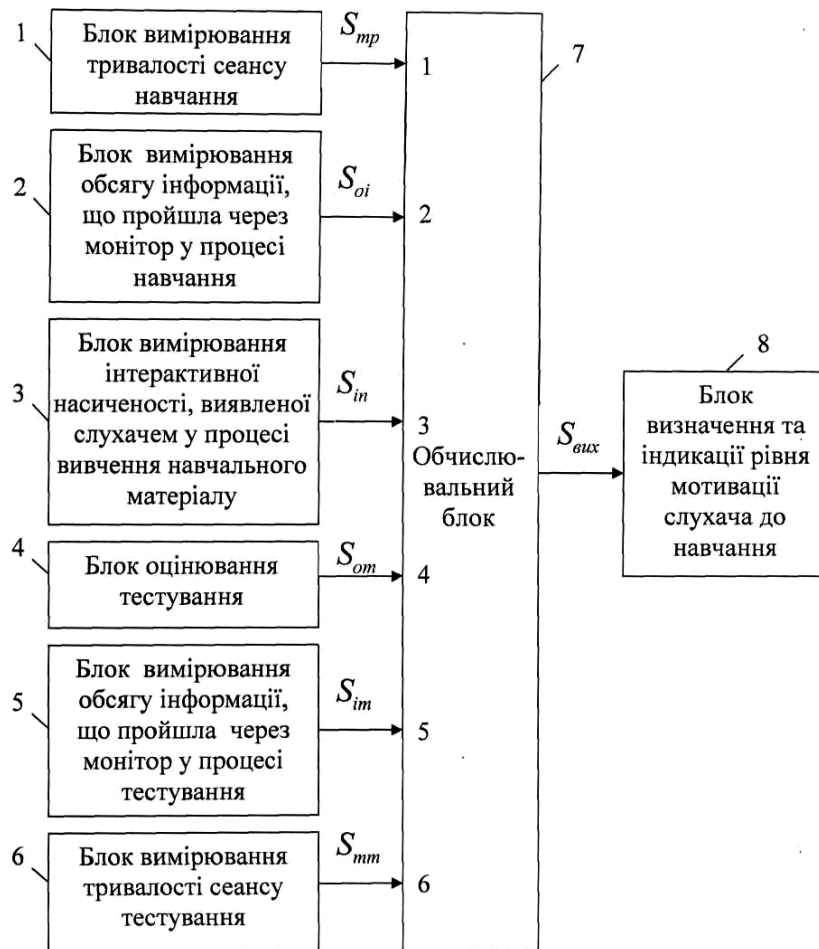 1
Блок вимірювання
тривалості сеансу
навчання
S_тр
1
7
2
Блок вимірювання
обсягу інформації,
що пройшла через
монітор у процесі
навчання
S_оі
2
3
Блок вимірювання
інтерактивної
насиченості, виявленої
слухачем у процесі
вивчення навчального
матеріалу
S_ін
3
Обчислю-
вальний
блок
S_вих
8
Блок
визначення та
індикації рівня
мотивації
слухача до
навчання
4
Блок оцінювання
тестування
S_от
4
5
Блок вимірювання
обсягу інформації,
що пройшла через
монітор у процесі
тестування
S_іт
5
6
Блок вимірювання
тривалості сеансу
тестування
S_тт
6